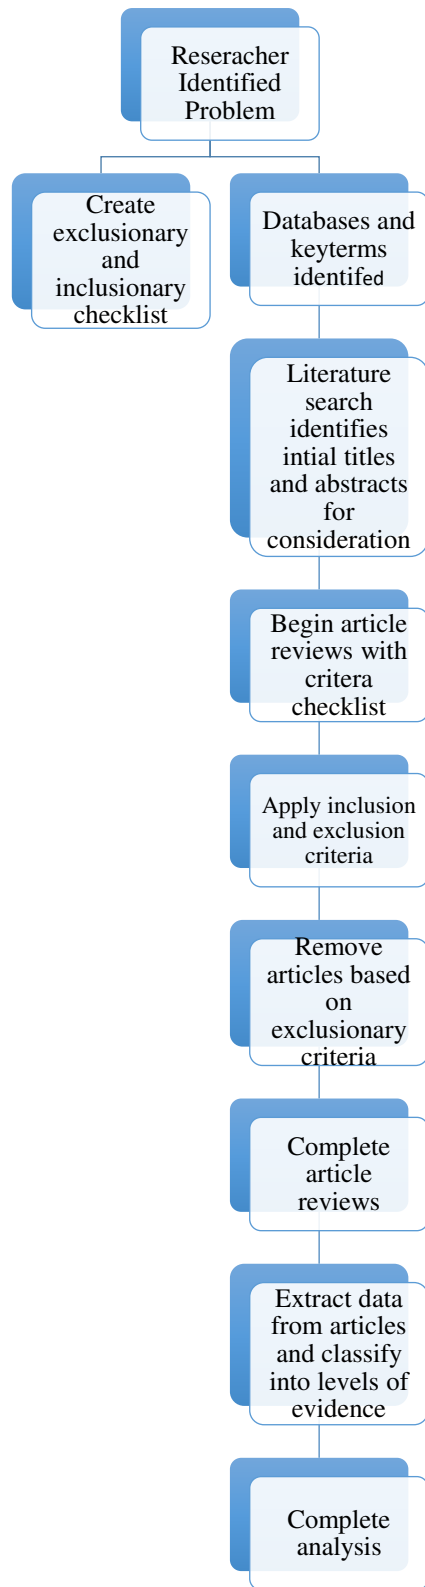 Reseracher
Identified
Problem
Create
exclusionary
and
inclusionary
checklist
Databases and
keyterms
identifed
Literature
search
identifies
intial titles
and abstracts
for
consideration
Begin article
reviews with
critera
checklist
Apply inclusion
and exclusion
criteria
Remove
articles based
on
exclusionary
criteria
Complete
article
reviews
Extract data
from articles
and classify
into levels of
evidence
Complete
analysis